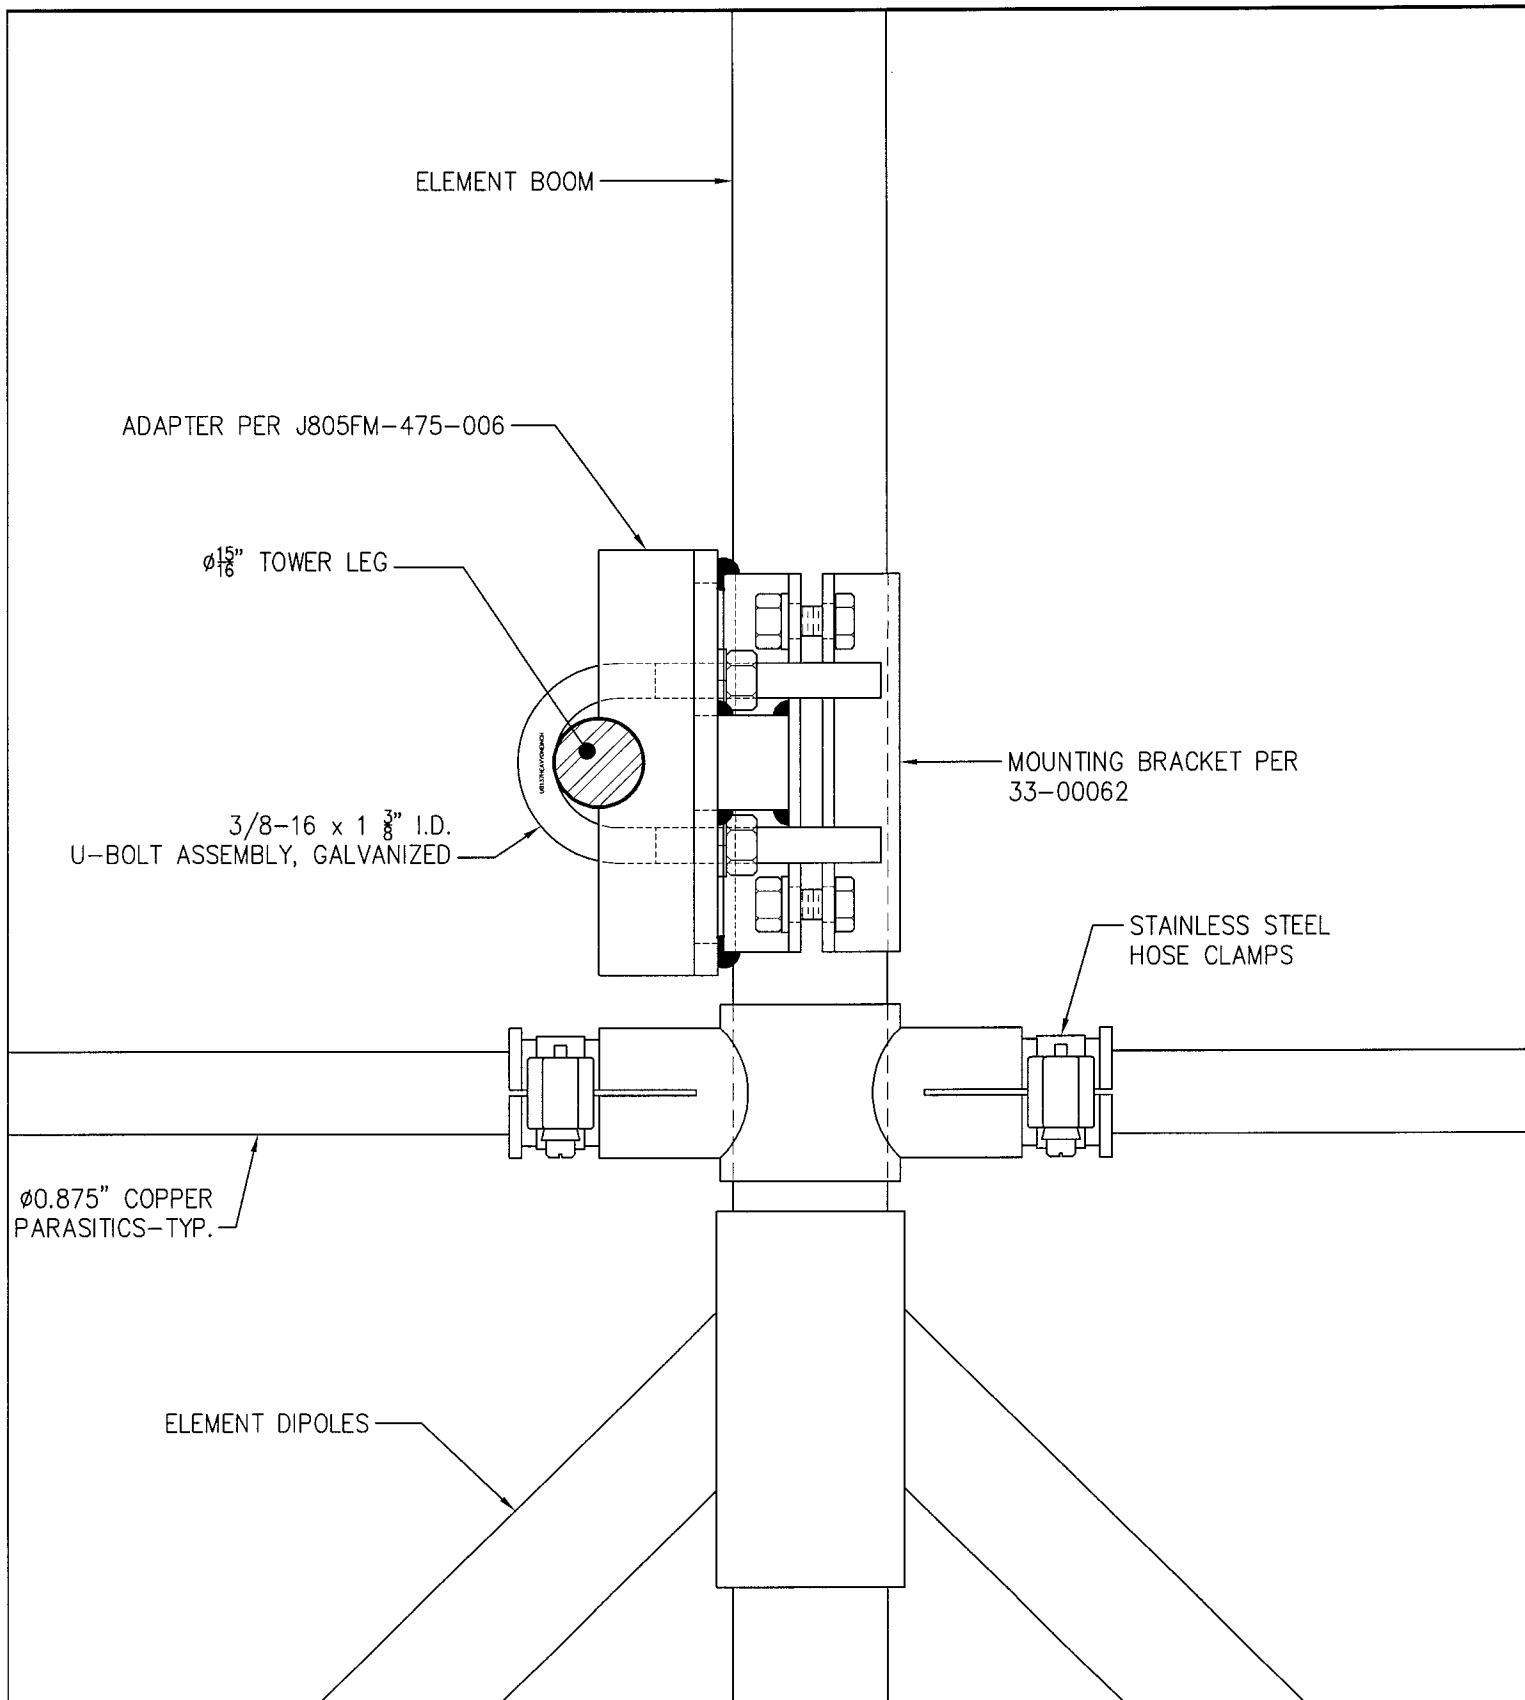 ELEMENT BOOM
ADAPTER PER J805FM-475-006
ø15/16" TOWER LEG
MOUNTING BRACKET PER
33-00062
3/8-16 x 1 3/8" I.D.
U-BOLT ASSEMBLY, GALVANIZED
STAINLESS STEEL
HOSE CLAMPS
ø0.875" COPPER
PARASITICS-TYP.
ELEMENT DIPOLES